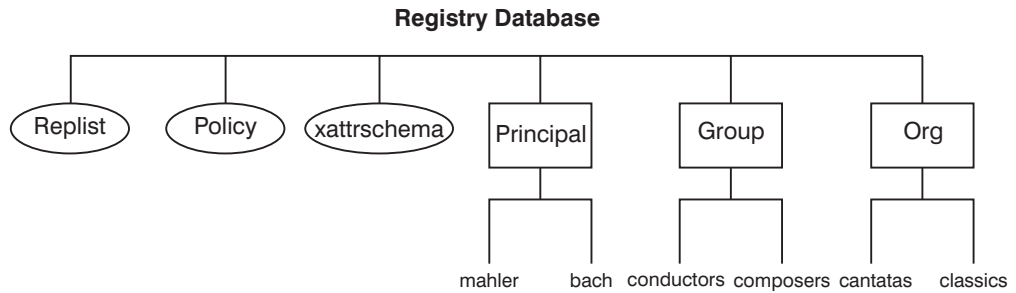 Registry Database
Replist Policy xattrschema Principal Group Org
mahler bach conductors composers cantatas classics